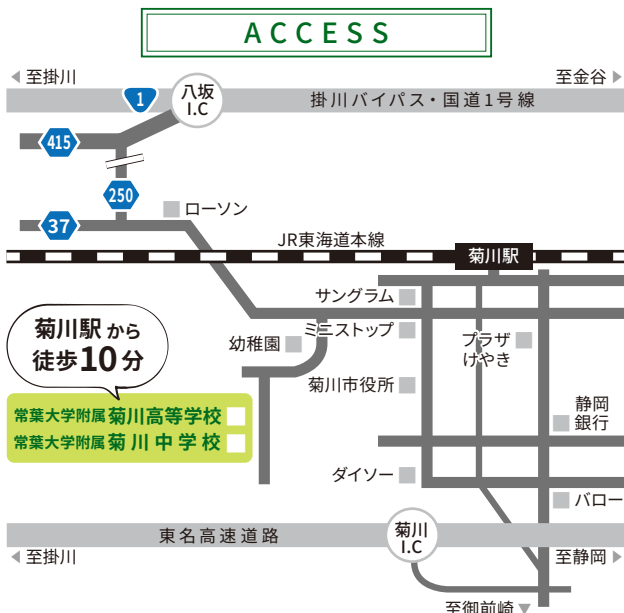 ACCESS
至掛川
至金谷
1
八坂
I.C
掛川バイパス・国道1号線
415
250
ローソン
37
JR東海道本線
菊川駅
サングラム
ミニストップ
幼稚園
プラザ
けやき
菊川駅から
徒歩10分
菊川市役所
常葉大学附属 菊川高等学校
常葉大学附属 菊川中学校
静岡
銀行
ダイソー
バロー
東名高速道路
菊川
I.C
至掛川
至静岡
至御前崎